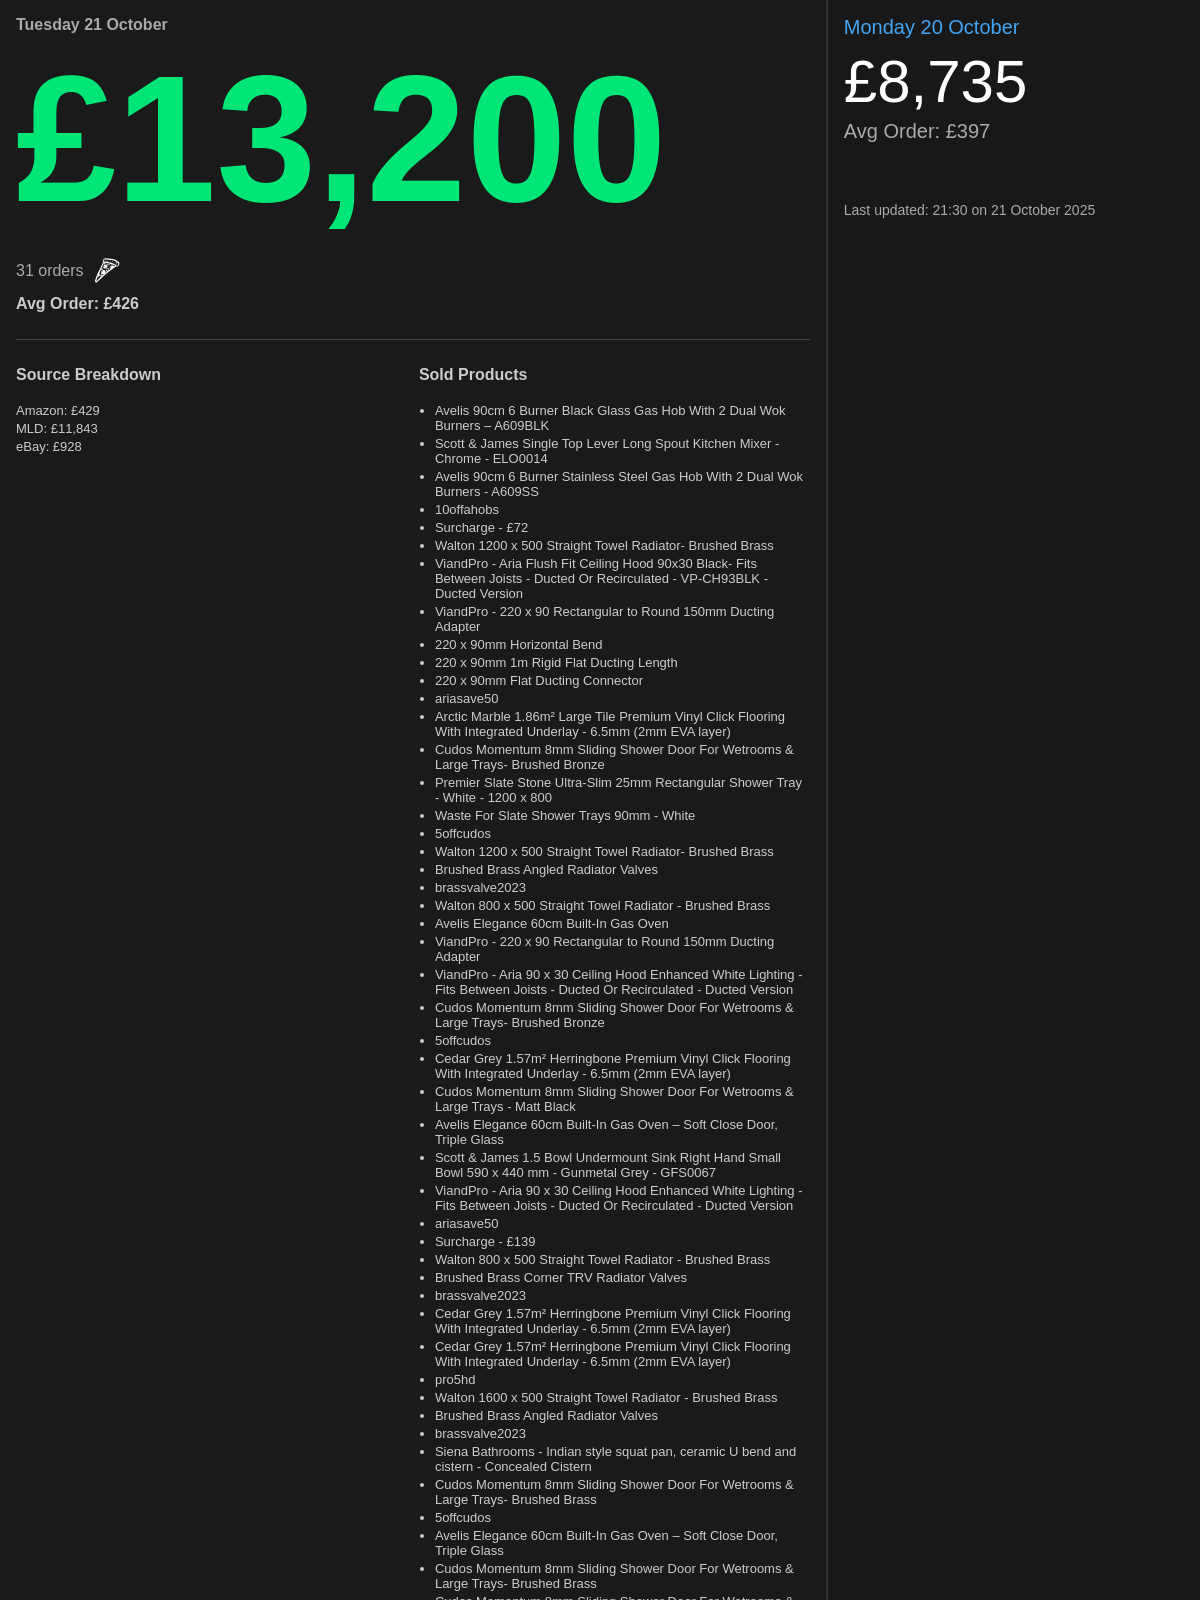 Tuesday 21 October
£13,200
31 orders
Avg Order: £426
Source Breakdown
Amazon: £429
MLD: £11,843
eBay: £928
Sold Products
Avelis 90cm 6 Burner Black Glass Gas Hob With 2 Dual Wok
Burners – A609BLK
Scott & James Single Top Lever Long Spout Kitchen Mixer -
Chrome - ELO0014
Avelis 90cm 6 Burner Stainless Steel Gas Hob With 2 Dual Wok
Burners - A609SS
10offahobs
Surcharge - £72
Walton 1200 x 500 Straight Towel Radiator- Brushed Brass
ViandPro - Aria Flush Fit Ceiling Hood 90x30 Black- Fits
Between Joists - Ducted Or Recirculated - VP-CH93BLK -
Ducted Version
ViandPro - 220 x 90 Rectangular to Round 150mm Ducting
Adapter
220 x 90mm Horizontal Bend
220 x 90mm 1m Rigid Flat Ducting Length
220 x 90mm Flat Ducting Connector
ariasave50
Arctic Marble 1.86m² Large Tile Premium Vinyl Click Flooring
With Integrated Underlay - 6.5mm (2mm EVA layer)
Cudos Momentum 8mm Sliding Shower Door For Wetrooms &
Large Trays- Brushed Bronze
Premier Slate Stone Ultra-Slim 25mm Rectangular Shower Tray
- White - 1200 x 800
Waste For Slate Shower Trays 90mm - White
5offcudos
Walton 1200 x 500 Straight Towel Radiator- Brushed Brass
Brushed Brass Angled Radiator Valves
brassvalve2023
Walton 800 x 500 Straight Towel Radiator - Brushed Brass
Avelis Elegance 60cm Built-In Gas Oven
ViandPro - 220 x 90 Rectangular to Round 150mm Ducting
Adapter
ViandPro - Aria 90 x 30 Ceiling Hood Enhanced White Lighting -
Fits Between Joists - Ducted Or Recirculated - Ducted Version
Cudos Momentum 8mm Sliding Shower Door For Wetrooms &
Large Trays- Brushed Bronze
5offcudos
Cedar Grey 1.57m² Herringbone Premium Vinyl Click Flooring
With Integrated Underlay - 6.5mm (2mm EVA layer)
Cudos Momentum 8mm Sliding Shower Door For Wetrooms &
Large Trays - Matt Black
Avelis Elegance 60cm Built-In Gas Oven – Soft Close Door,
Triple Glass
Scott & James 1.5 Bowl Undermount Sink Right Hand Small
Bowl 590 x 440 mm - Gunmetal Grey - GFS0067
ViandPro - Aria 90 x 30 Ceiling Hood Enhanced White Lighting -
Fits Between Joists - Ducted Or Recirculated - Ducted Version
ariasave50
Surcharge - £139
Walton 800 x 500 Straight Towel Radiator - Brushed Brass
Brushed Brass Corner TRV Radiator Valves
brassvalve2023
Cedar Grey 1.57m² Herringbone Premium Vinyl Click Flooring
With Integrated Underlay - 6.5mm (2mm EVA layer)
Cedar Grey 1.57m² Herringbone Premium Vinyl Click Flooring
With Integrated Underlay - 6.5mm (2mm EVA layer)
pro5hd
Walton 1600 x 500 Straight Towel Radiator - Brushed Brass
Brushed Brass Angled Radiator Valves
brassvalve2023
Siena Bathrooms - Indian style squat pan, ceramic U bend and
cistern - Concealed Cistern
Cudos Momentum 8mm Sliding Shower Door For Wetrooms &
Large Trays- Brushed Brass
5offcudos
Avelis Elegance 60cm Built-In Gas Oven – Soft Close Door,
Triple Glass
Cudos Momentum 8mm Sliding Shower Door For Wetrooms &
Large Trays- Brushed Brass
Cudos Momentum 8mm Sliding Shower Door For Wetrooms &
Monday 20 October
£8,735
Avg Order: £397
Last updated: 21:30 on 21 October 2025